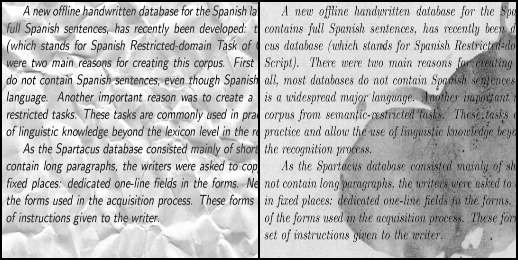 A new offline handwritten database for the Spanish la
full Spanish sentences, has recently been developed: t
(which stands for Spanish Restricted-domain Task of
were two main reasons for creating this corpus. First
do not contain Spanish sentences, even though Spanish
language. Another important reason was to create a
restricted tasks. These tasks are commonly used in prac
of linguistic knowledge beyond the lexicon level in the re
As the Spartacus database consisted mainly of short
contain long paragraphs, the writers were asked to cop
fixed places: dedicated one-line fields in the forms. Ne
the forms used in the acquisition process. These forms
of instructions given to the writer.
A new offline handwritten database for the Spa
contains full Spanish sentences, has recently been d
cus database (which stands for Spanish Restricted-do
Script). There were two main reasons for creating
all, most databases do not contain Spanish sentences,
is a widespread major language. Another important
corpus from semantic-restricted tasks. These tasks
practice and allow the use of linguistic knowledge beyo
the recognition process.
As the Spartacus database consisted mainly of sh
not contain long paragraphs, the writers were asked to
in fixed places: dedicated one-line fields in the forms.
of the forms used in the acquisition process. These for
set of instructions given to the writer.